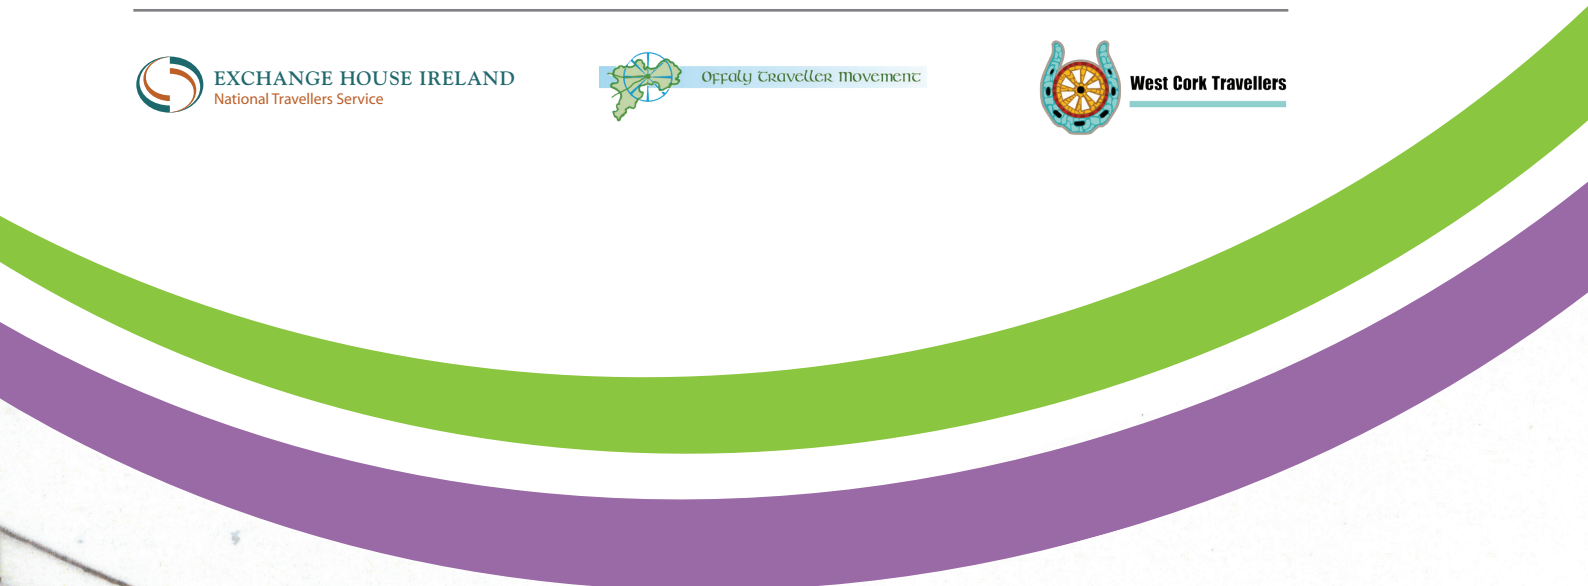 EXCHANGE HOUSE IRELAND
National Travellers Service
Offaly Traveller Movement
West Cork Travellers